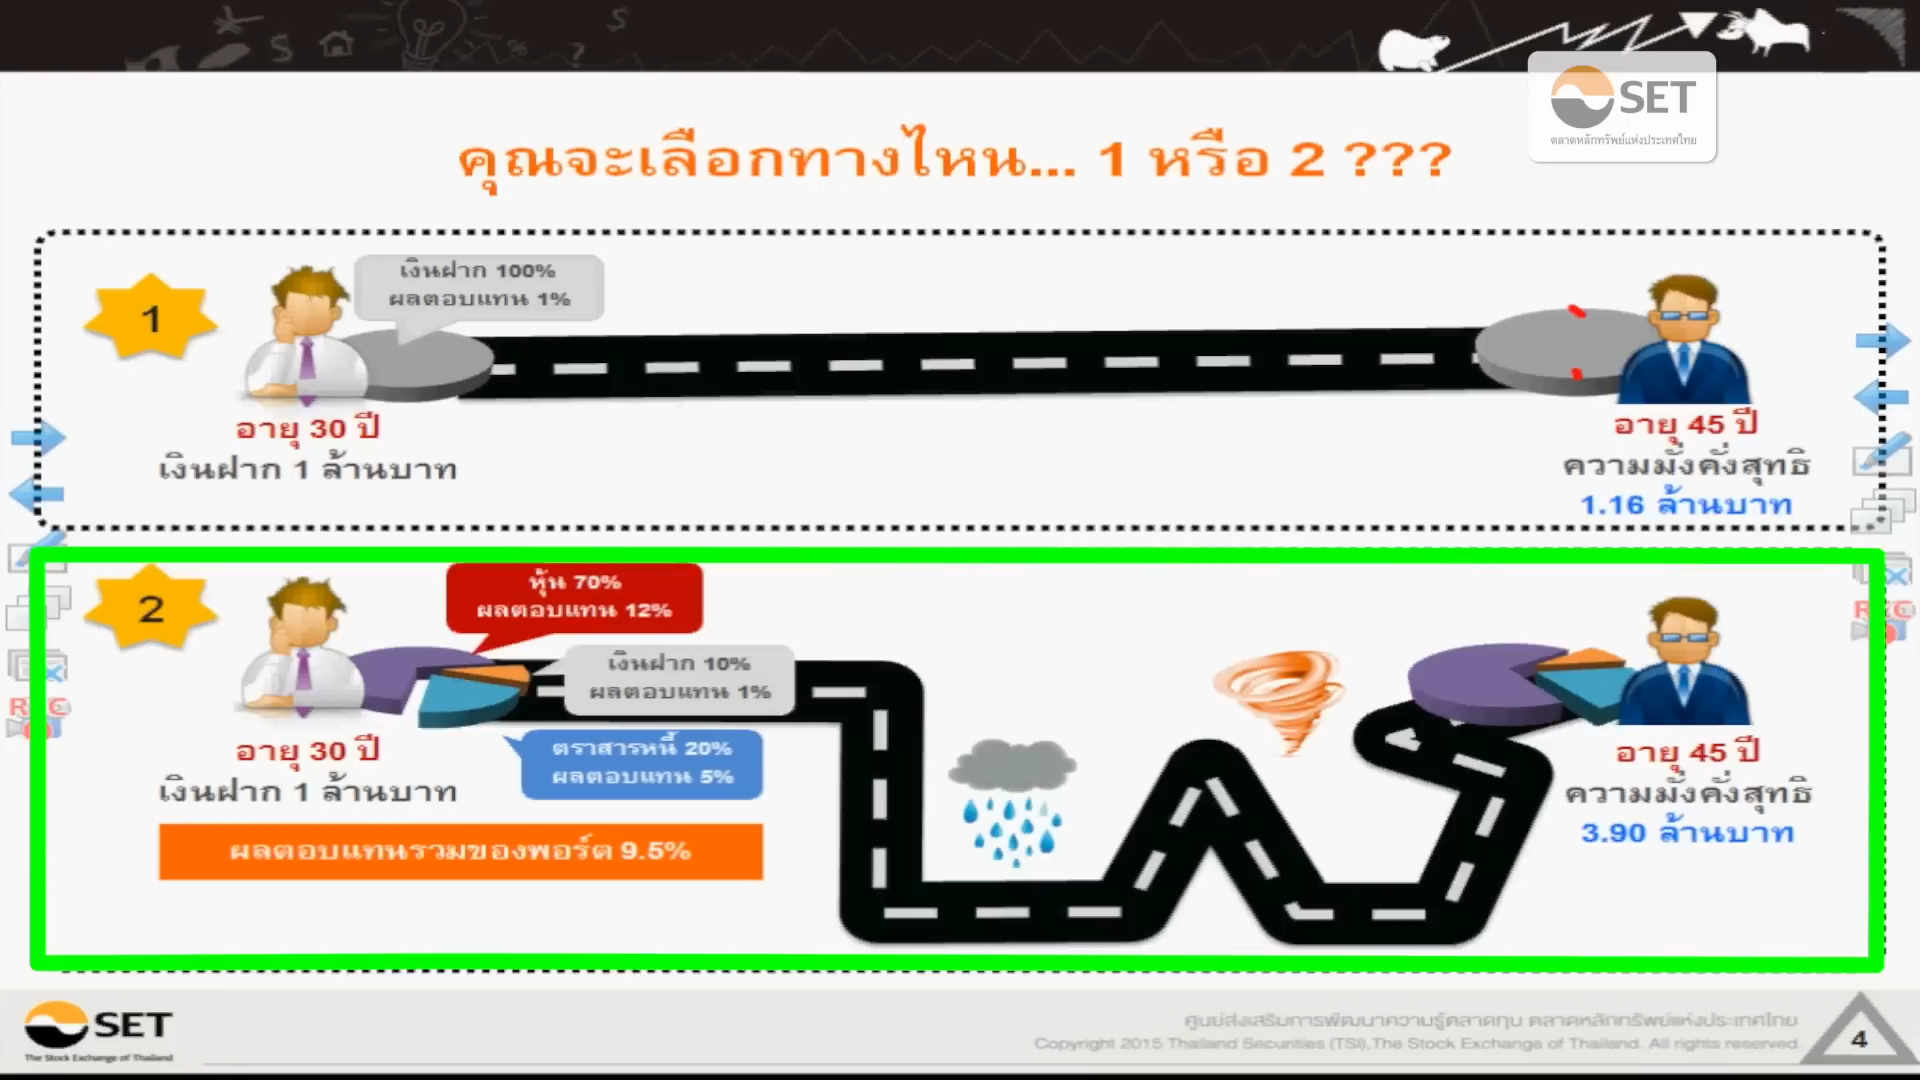 SET
ตลาดหลักทรัพย์แห่งประเทศไทย
คุณจะเลือกทางไหน... 1 หรือ 2 ???
1
เงินฝาก 100%
ผลตอบแทน 1%
อายุ 30 ปี
เงินฝาก 1 ล้านบาท
อายุ 45 ปี
ความมั่งคั่งสุทธิ
1.16 ล้านบาท
2
หุ้น 70%
ผลตอบแทน 12%
เงินฝาก 10%
ผลตอบแทน 1%
ตราสารหนี้ 20%
ผลตอบแทน 5%
อายุ 30 ปี
เงินฝาก 1 ล้านบาท
ผลตอบแทนรวมของพอร์ต 9.5%
อายุ 45 ปี
ความมั่งคั่งสุทธิ
3.90 ล้านบาท
REC
REC
SET
The Stock Exchange of Thailand
ศูนย์ส่งเสริมการพัฒนาความรู้ตลาดทุน ตลาดหลักทรัพย์แห่งประเทศไทย
Copyright 2015 Thailand Securities (TSI),The Stock Exchange of Thailand. All rights reserved.
4